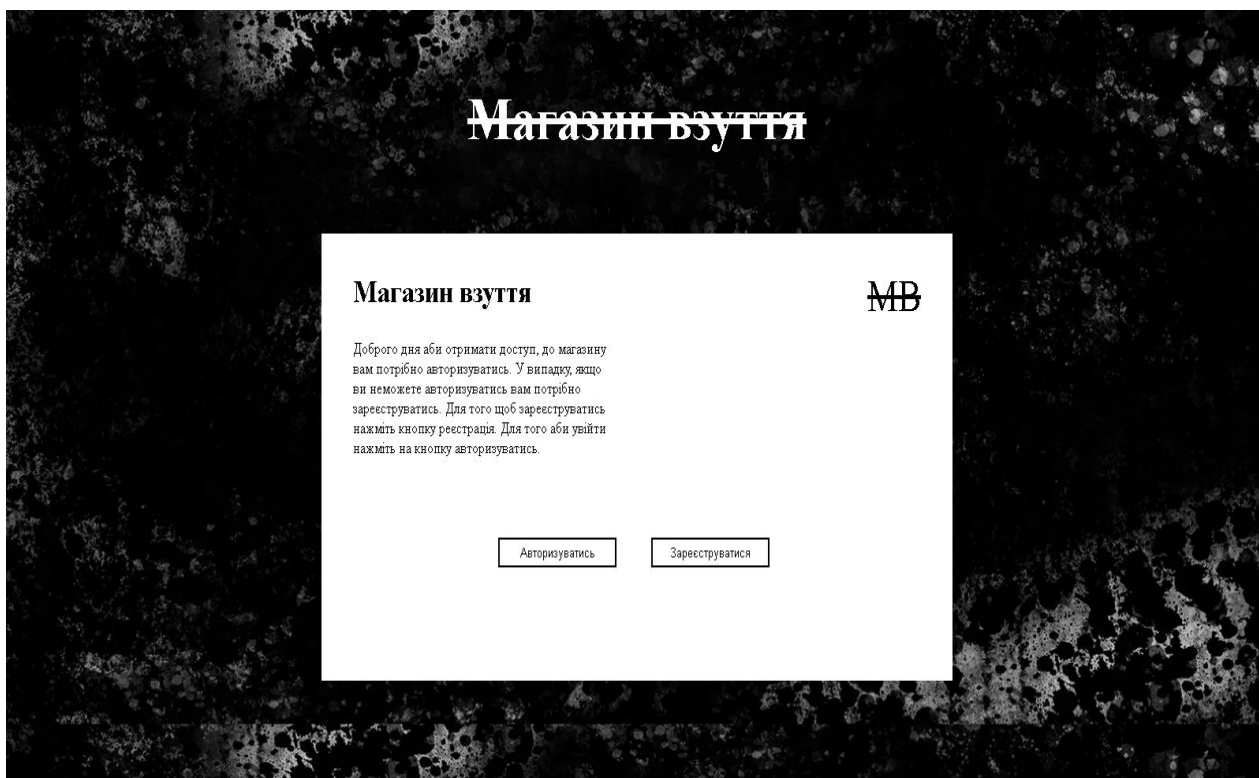 Магазин взуття
Магазин взуття
МВ
Доброго дня аби отримати доступ, до магазину
вам потрібно авторизуватись. У випадку, якщо
ви неможете авторизуватись вам потрібно
зареєструватись. Для того щоб зареєструватись
нажміть кнопку реєстрація. Для того аби увійти
нажміть на кнопку авторизуватись.
Авторизуватись
Зареєструватися